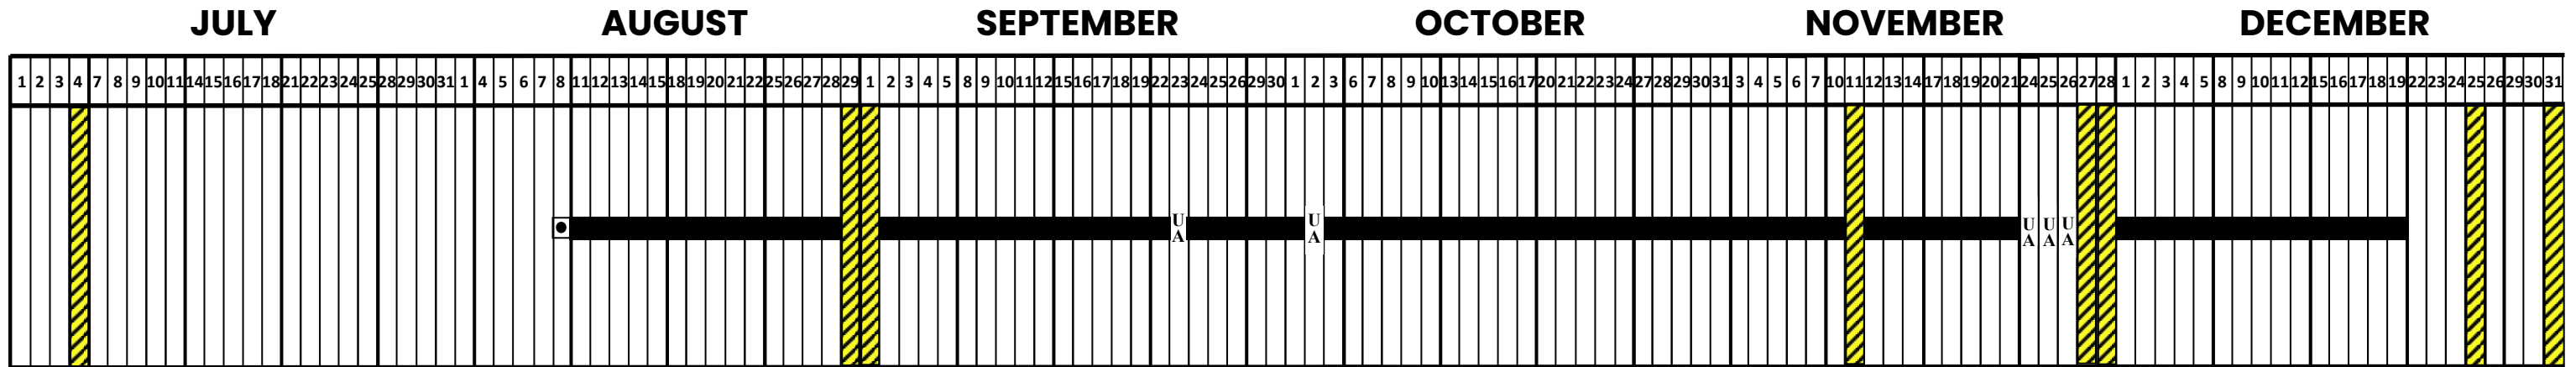 JULY AUGUST SEPTEMBER OCTOBER NOVEMBER DECEMBER
1 2 3 4 7 8 9 10 11 14 15 16 17 18 21 22 23 24 25 28 29 30 31 1 4 5 6 7 8 11 12 13 14 15 18 19 20 21 22 25 26 27 28 29 1 2 3 4 5 8 9 10 11 12 15 16 17 18 19 22 23 24 25 26 29 30 1 2 3 6 7 8 9 10 13 14 15 16 17 20 21 22 23 24 27 28 29 30 31 3 4 5 6 7 10 11 12 13 14 17 18 19 20 21 24 25 26 27 28 1 2 3 4 5 8 9 10 11 12 15 16 17 18 19 22 23 24 25 26 29 30 31
U U U U U
A A A A A